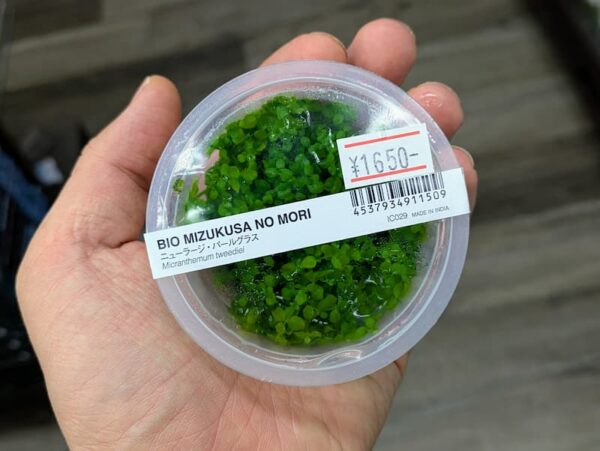 ¥1650-
4537934911509
IC029 MADE IN INDIA
BIO MIZUKUSA NO MORI
ニューラージ・パールグラス
Micranthemum tweediei